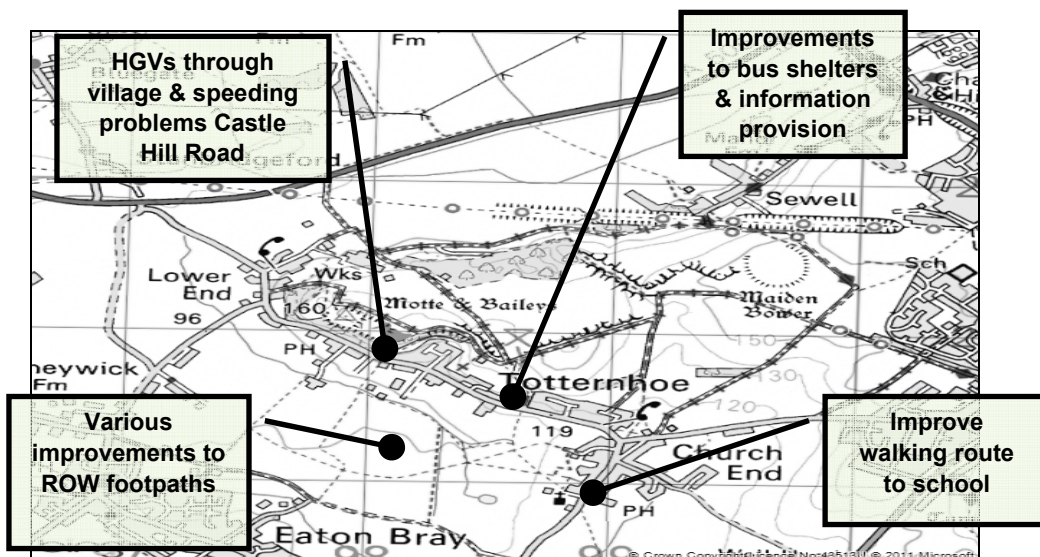 HGVs through
village & speeding
problems Castle
Hill Road
Improvements
to bus shelters
& information
provision
Fm
PH
Sewell
Sch
Lower
End
Wks
160
96
Motte & Baileys
Maiden
Bower
150
PH
Fm
Totternhoe
130
120
119
Church
End
PH
Eaton Bray
Various
improvements to
ROW footpaths
Improve
walking route
to school